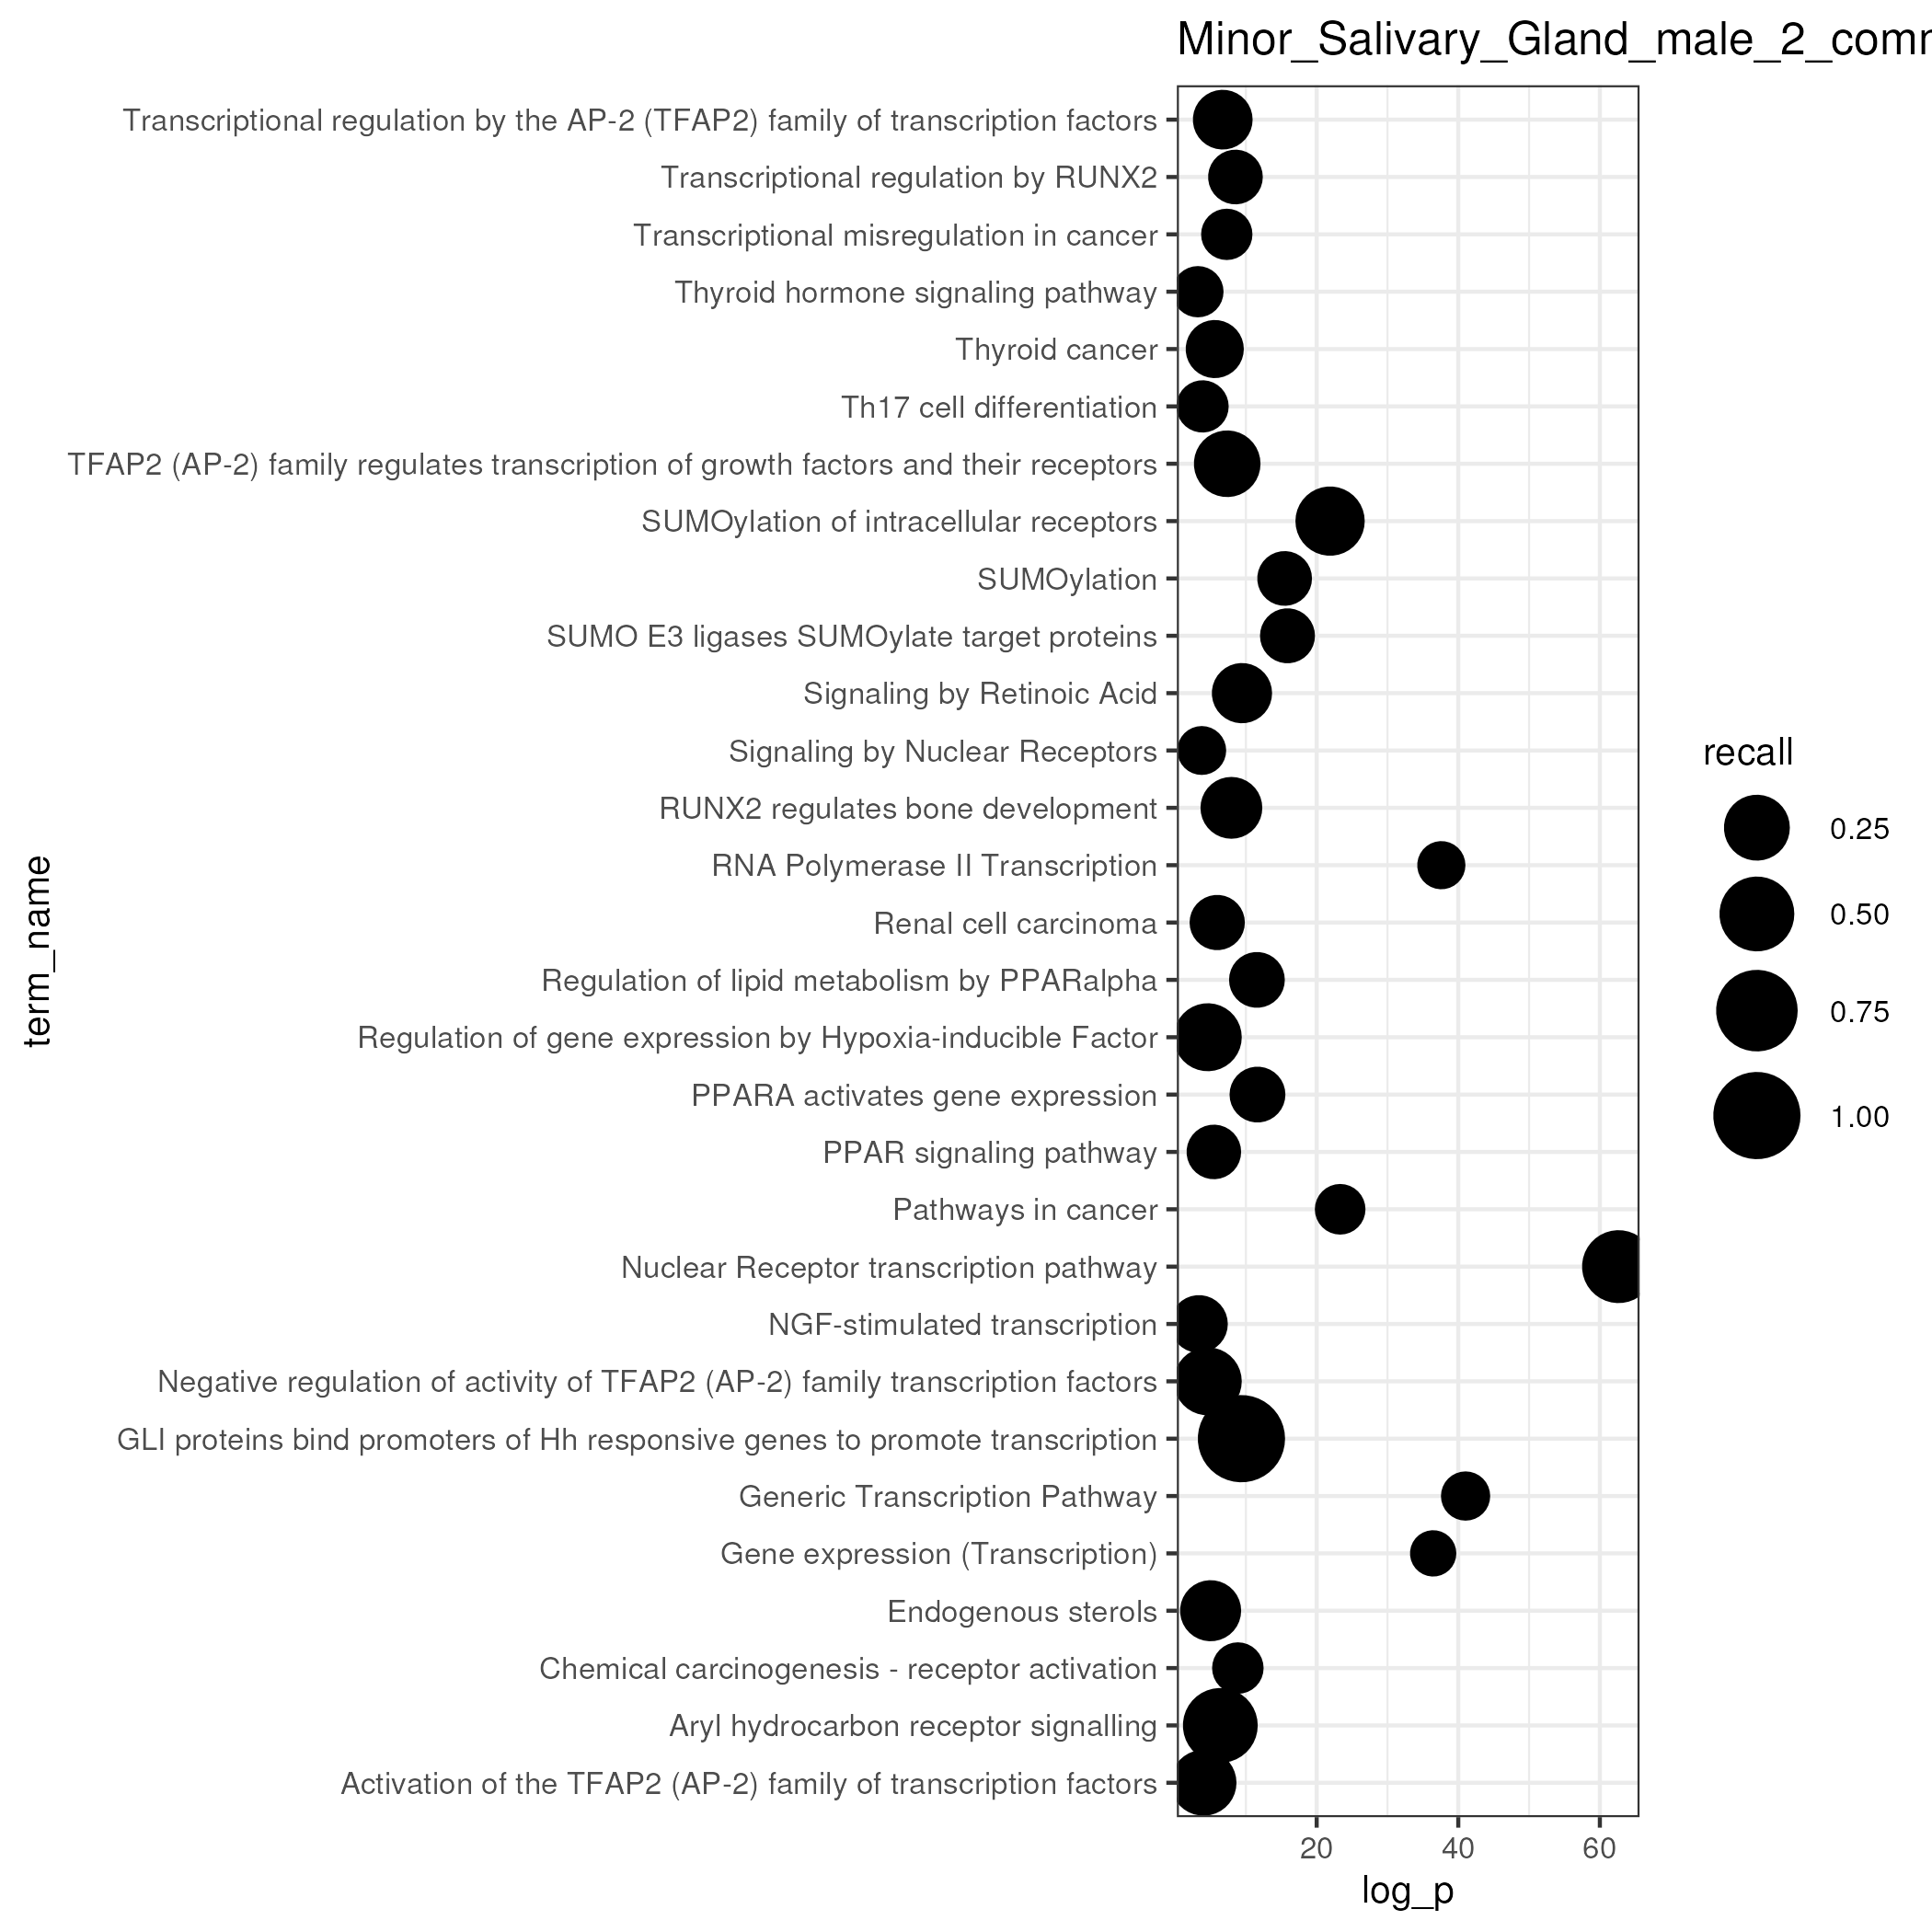 Minor_Salivary_Gland_male_2_com
Transcriptional regulation by the AP-2 (TFAP2) family of transcription factors
Transcriptional regulation by RUNX2
Transcriptional misregulation in cancer
Thyroid hormone signaling pathway
Thyroid cancer
Th17 cell differentiation
TFAP2 (AP-2) family regulates transcription of growth factors and their receptors
SUMOylation of intracellular receptors
SUMOylation
SUMO E3 ligases SUMOylate target proteins
Signaling by Retinoic Acid
Signaling by Nuclear Receptors
RUNX2 regulates bone development
RNA Polymerase II Transcription
Renal cell carcinoma
Regulation of lipid metabolism by PPARalpha
Regulation of gene expression by Hypoxia-inducible Factor
PPARA activates gene expression
PPAR signaling pathway
Pathways in cancer
Nuclear Receptor transcription pathway
NGF-stimulated transcription
Negative regulation of activity of TFAP2 (AP-2) family transcription factors
GLI proteins bind promoters of Hh responsive genes to promote transcription
Generic Transcription Pathway
Gene expression (Transcription)
Endogenous sterols
Chemical carcinogenesis - receptor activation
Aryl hydrocarbon receptor signalling
Activation of the TFAP2 (AP-2) family of transcription factors
term_name
20 40 60
log_p
recall
0.25
0.50
0.75
1.00